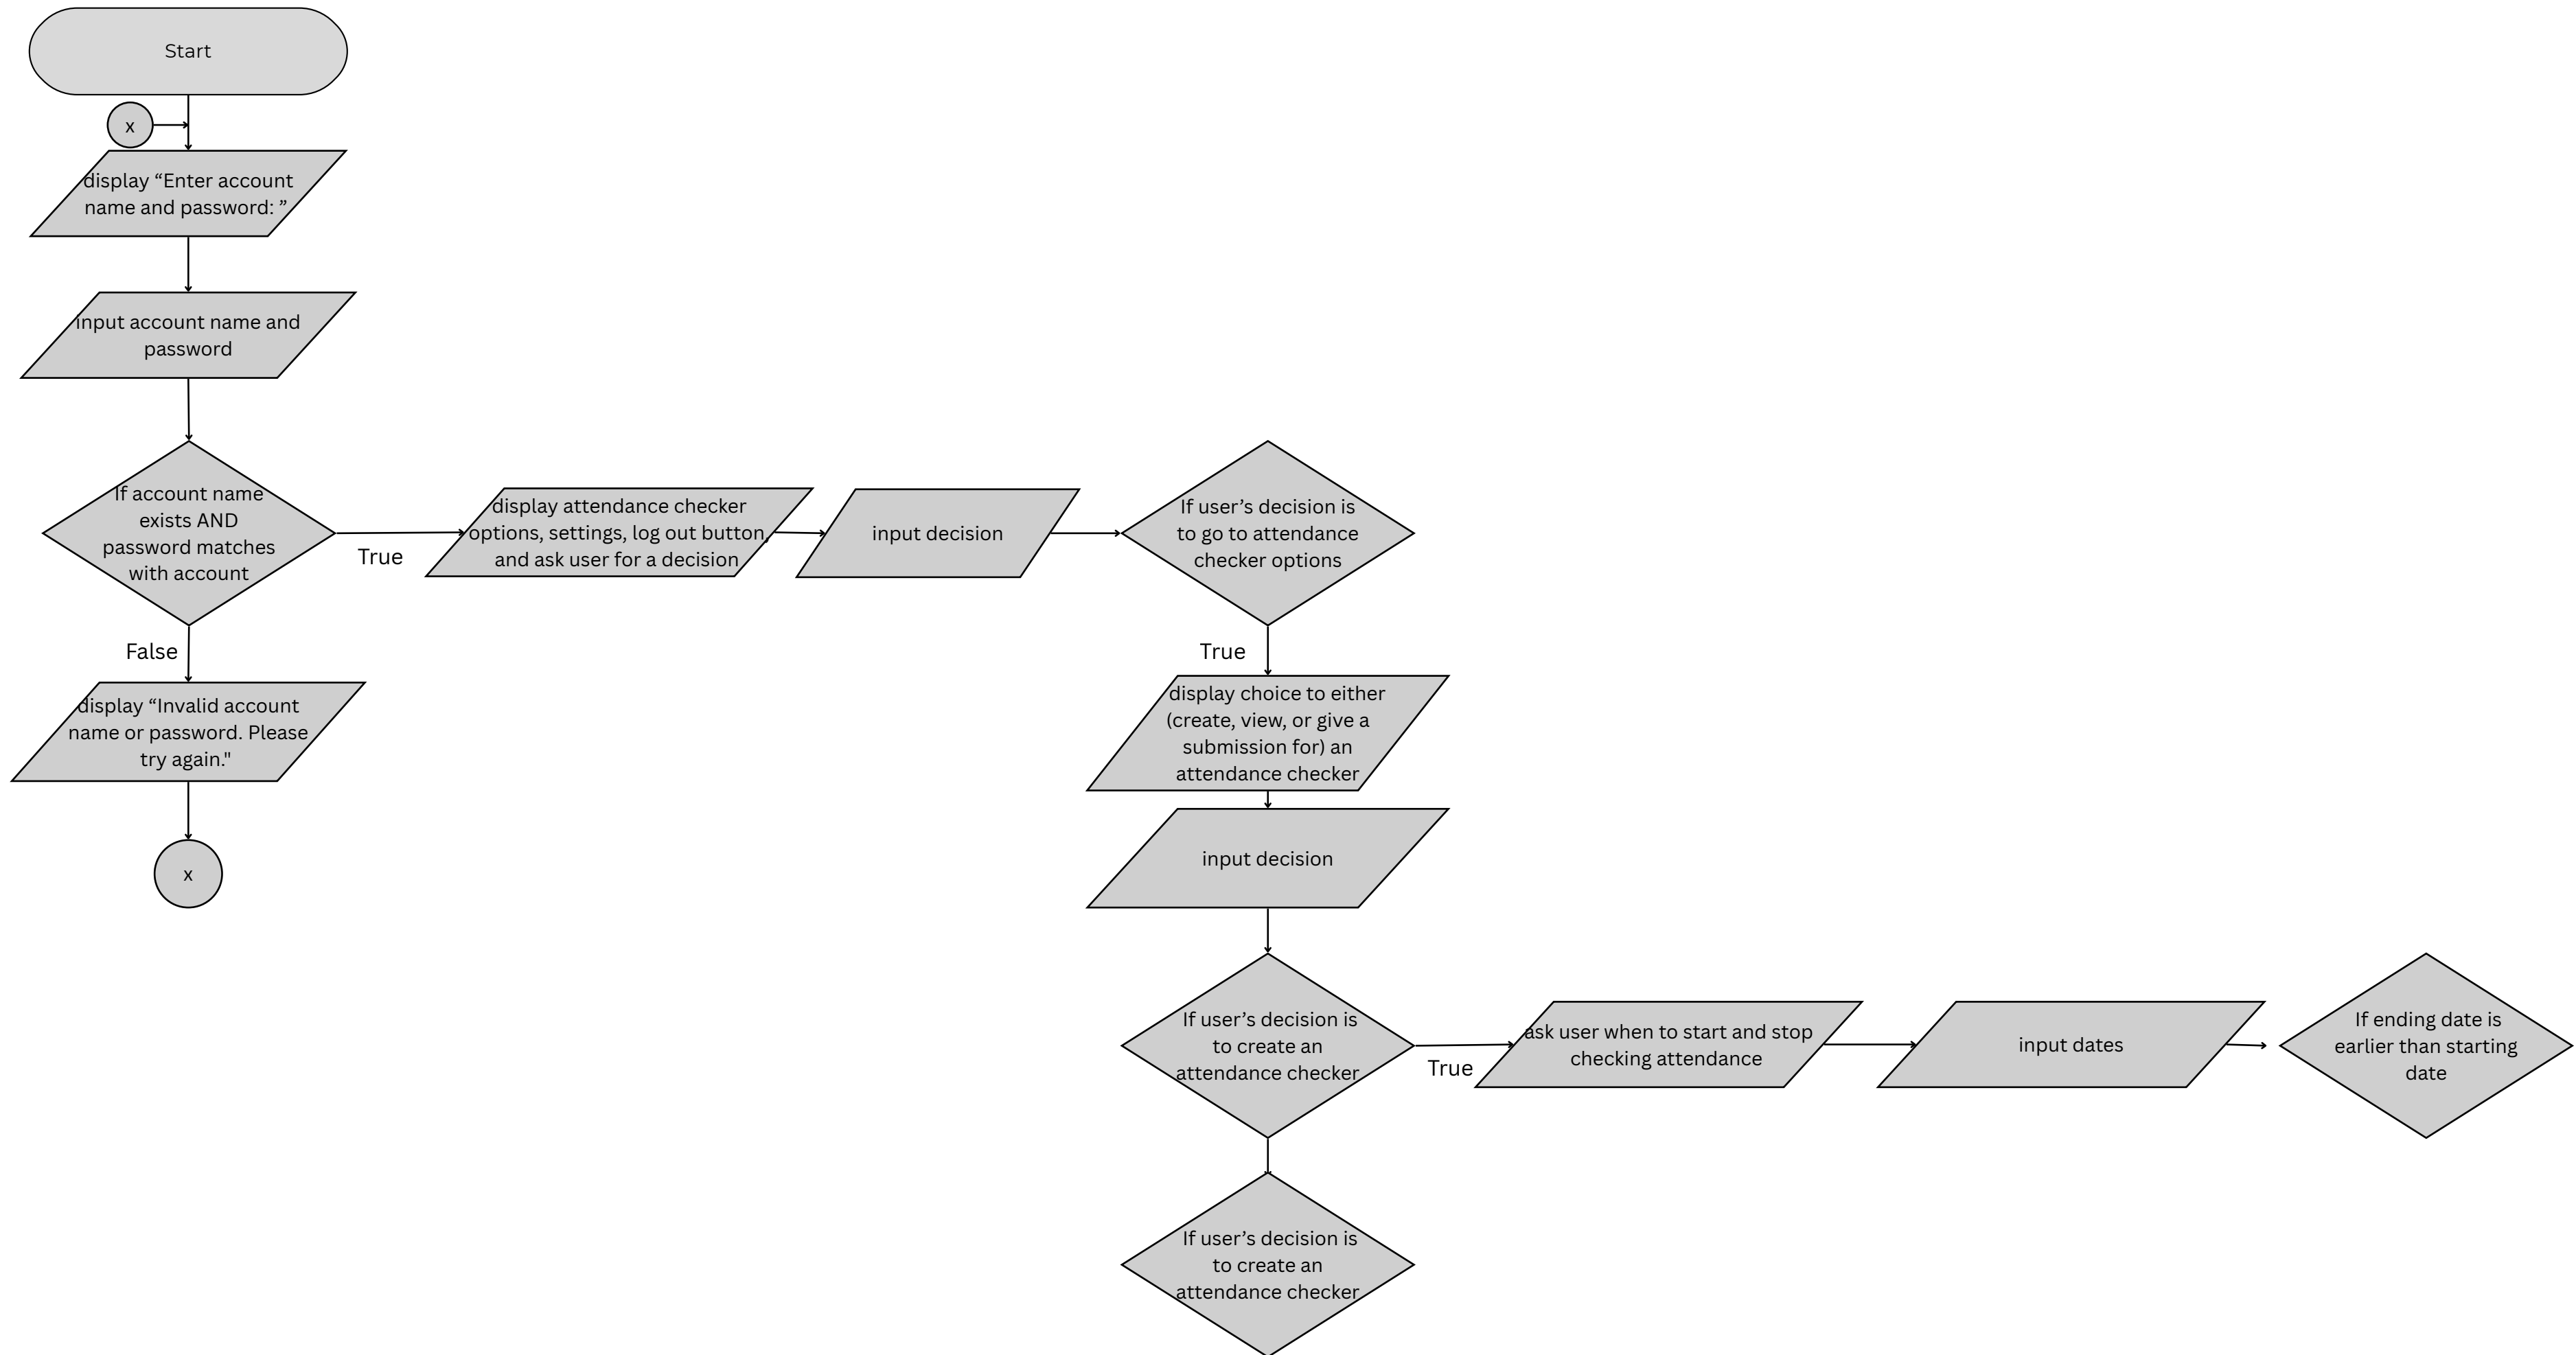 Start
x
display “Enter account
name and password: ”
input account name and
password
If account name
exists AND
password matches
with account
True
display attendance checker
options, settings, log out button,
and ask user for a decision
input decision
If user’s decision is
to go to attendance
checker options
False
display “Invalid account
name or password. Please
try again."
x
True
display choice to either
(create, view, or give a
submission for) an
attendance checker
input decision
If user’s decision is
to create an
attendance checker
True
ask user when to start and stop
checking attendance
input dates
If ending date is
earlier than starting
date
If user’s decision is
to create an
attendance checker